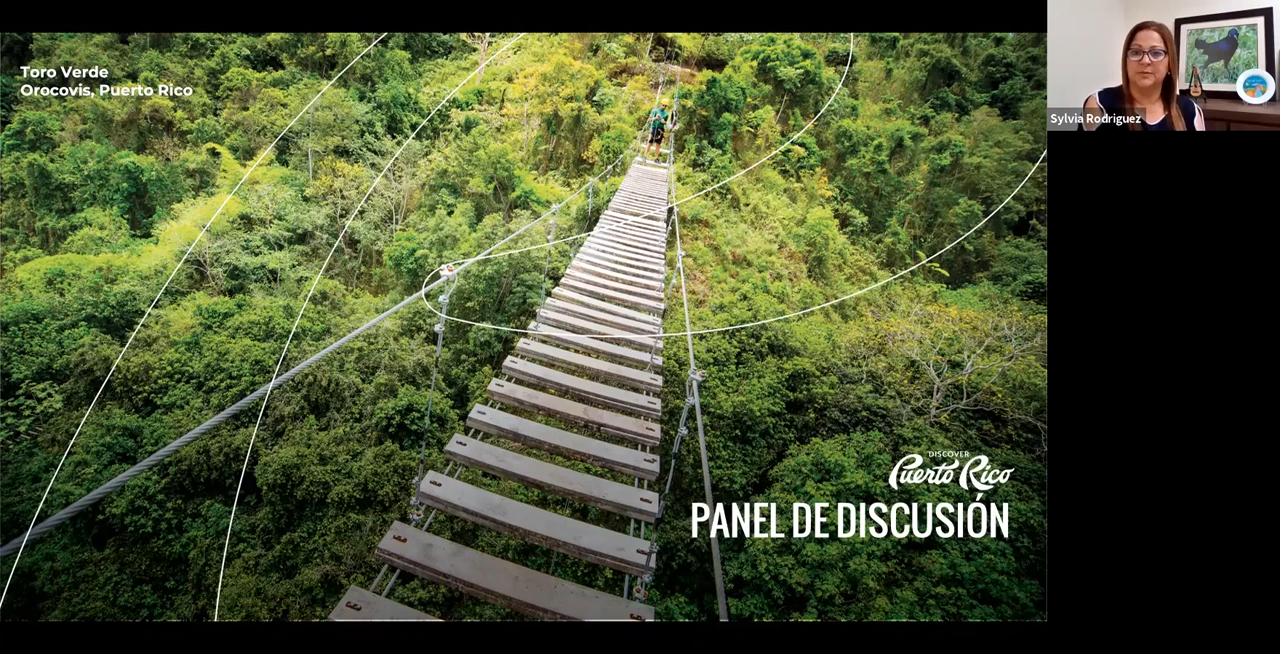 Toro Verde
Orocovis, Puerto Rico
Sylvia Rodriguez
DISCOVER
Puerto Rico
PANEL DE DISCUSIÓN